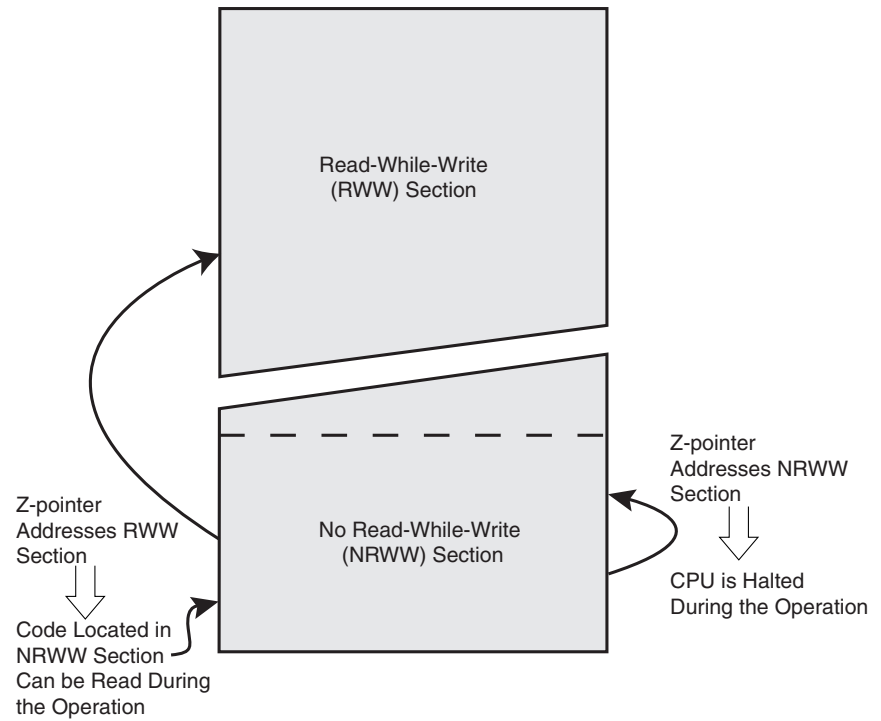 Read-While-Write
(RWW) Section
Z-pointer
Addresses NRWW
Section
Z-pointer
Addresses RWW
Section
No Read-While-Write
(NRWW) Section
CPU is Halted
During the Operation
Code Located in
NRWW Section
Can be Read During
the Operation